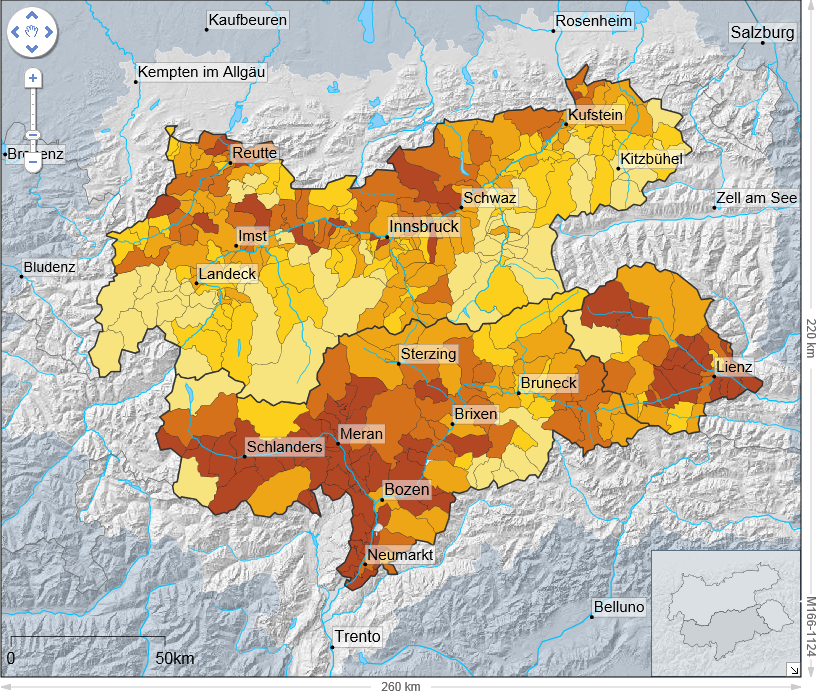 Kaufbeuren
Rosenheim
Salzburg
Kempten im Allgäu
+
Kufstein
Bregenz
−
Reutte
Kitzbühel
Schwaz
Zell am See
Innsbruck
Imst
Bludenz
Landeck
220 km
Sterzing
Lienz
Bruneck
Brixen
Meran
Schlanders
Bozen
Neumarkt
Belluno
M166-1124
Trento
0
50km
260 km